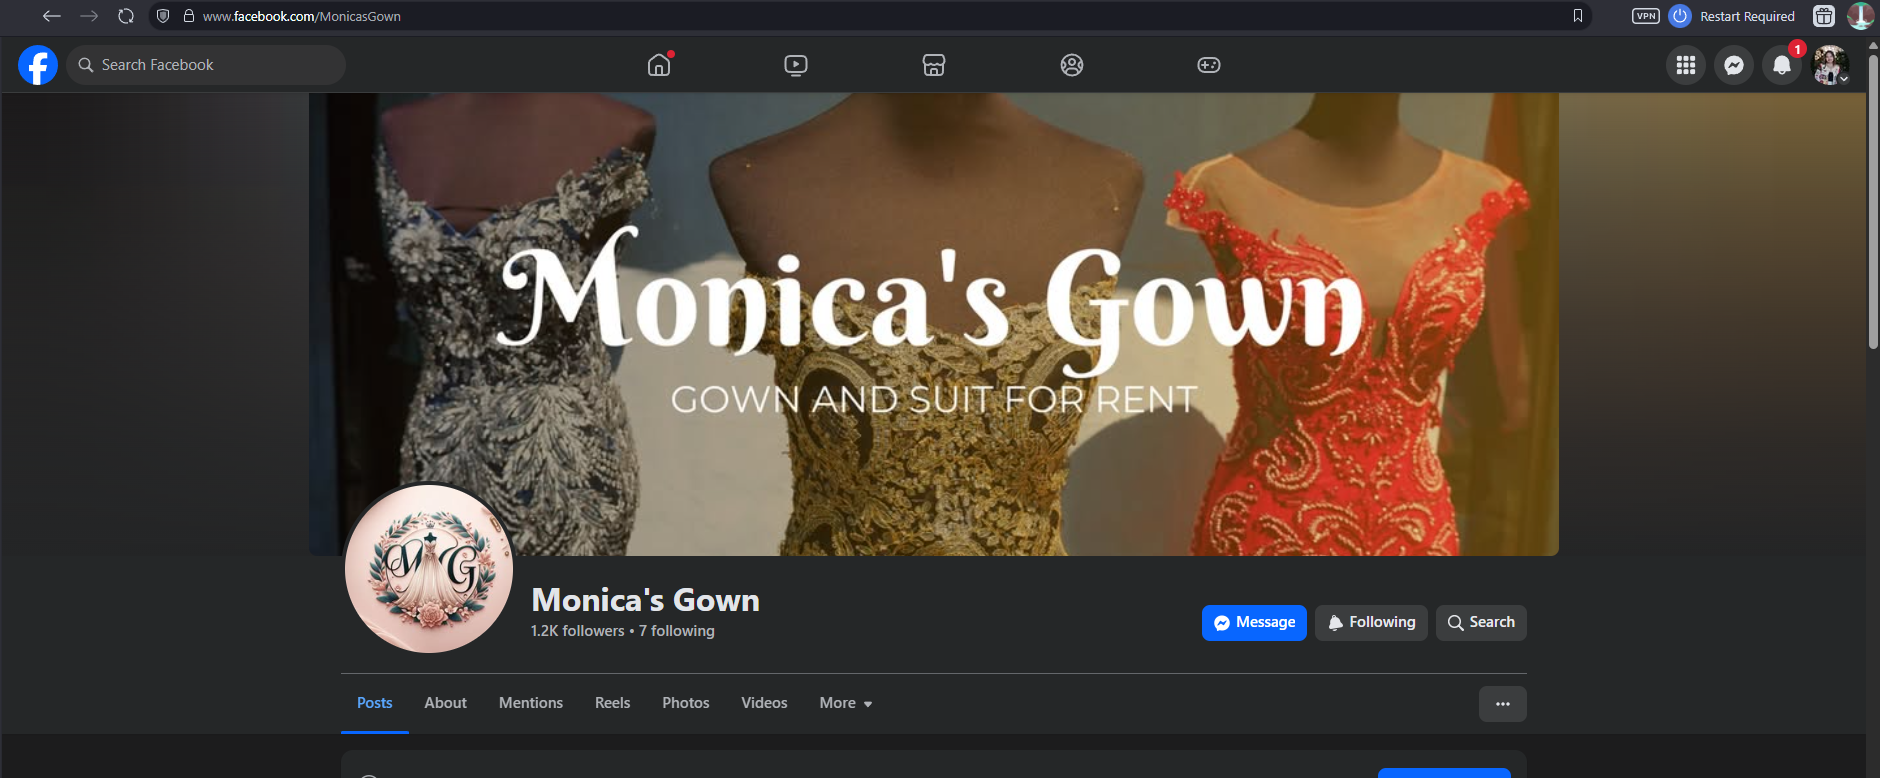 www.facebook.com/MonicasGown
VPN
Restart Required
Search Facebook
1
Monica's Gown
GOWN AND SUIT FOR RENT
MG
Monica's Gown
1.2K followers • 7 following
Message
Following
Search
Posts
About
Mentions
Reels
Photos
Videos
More